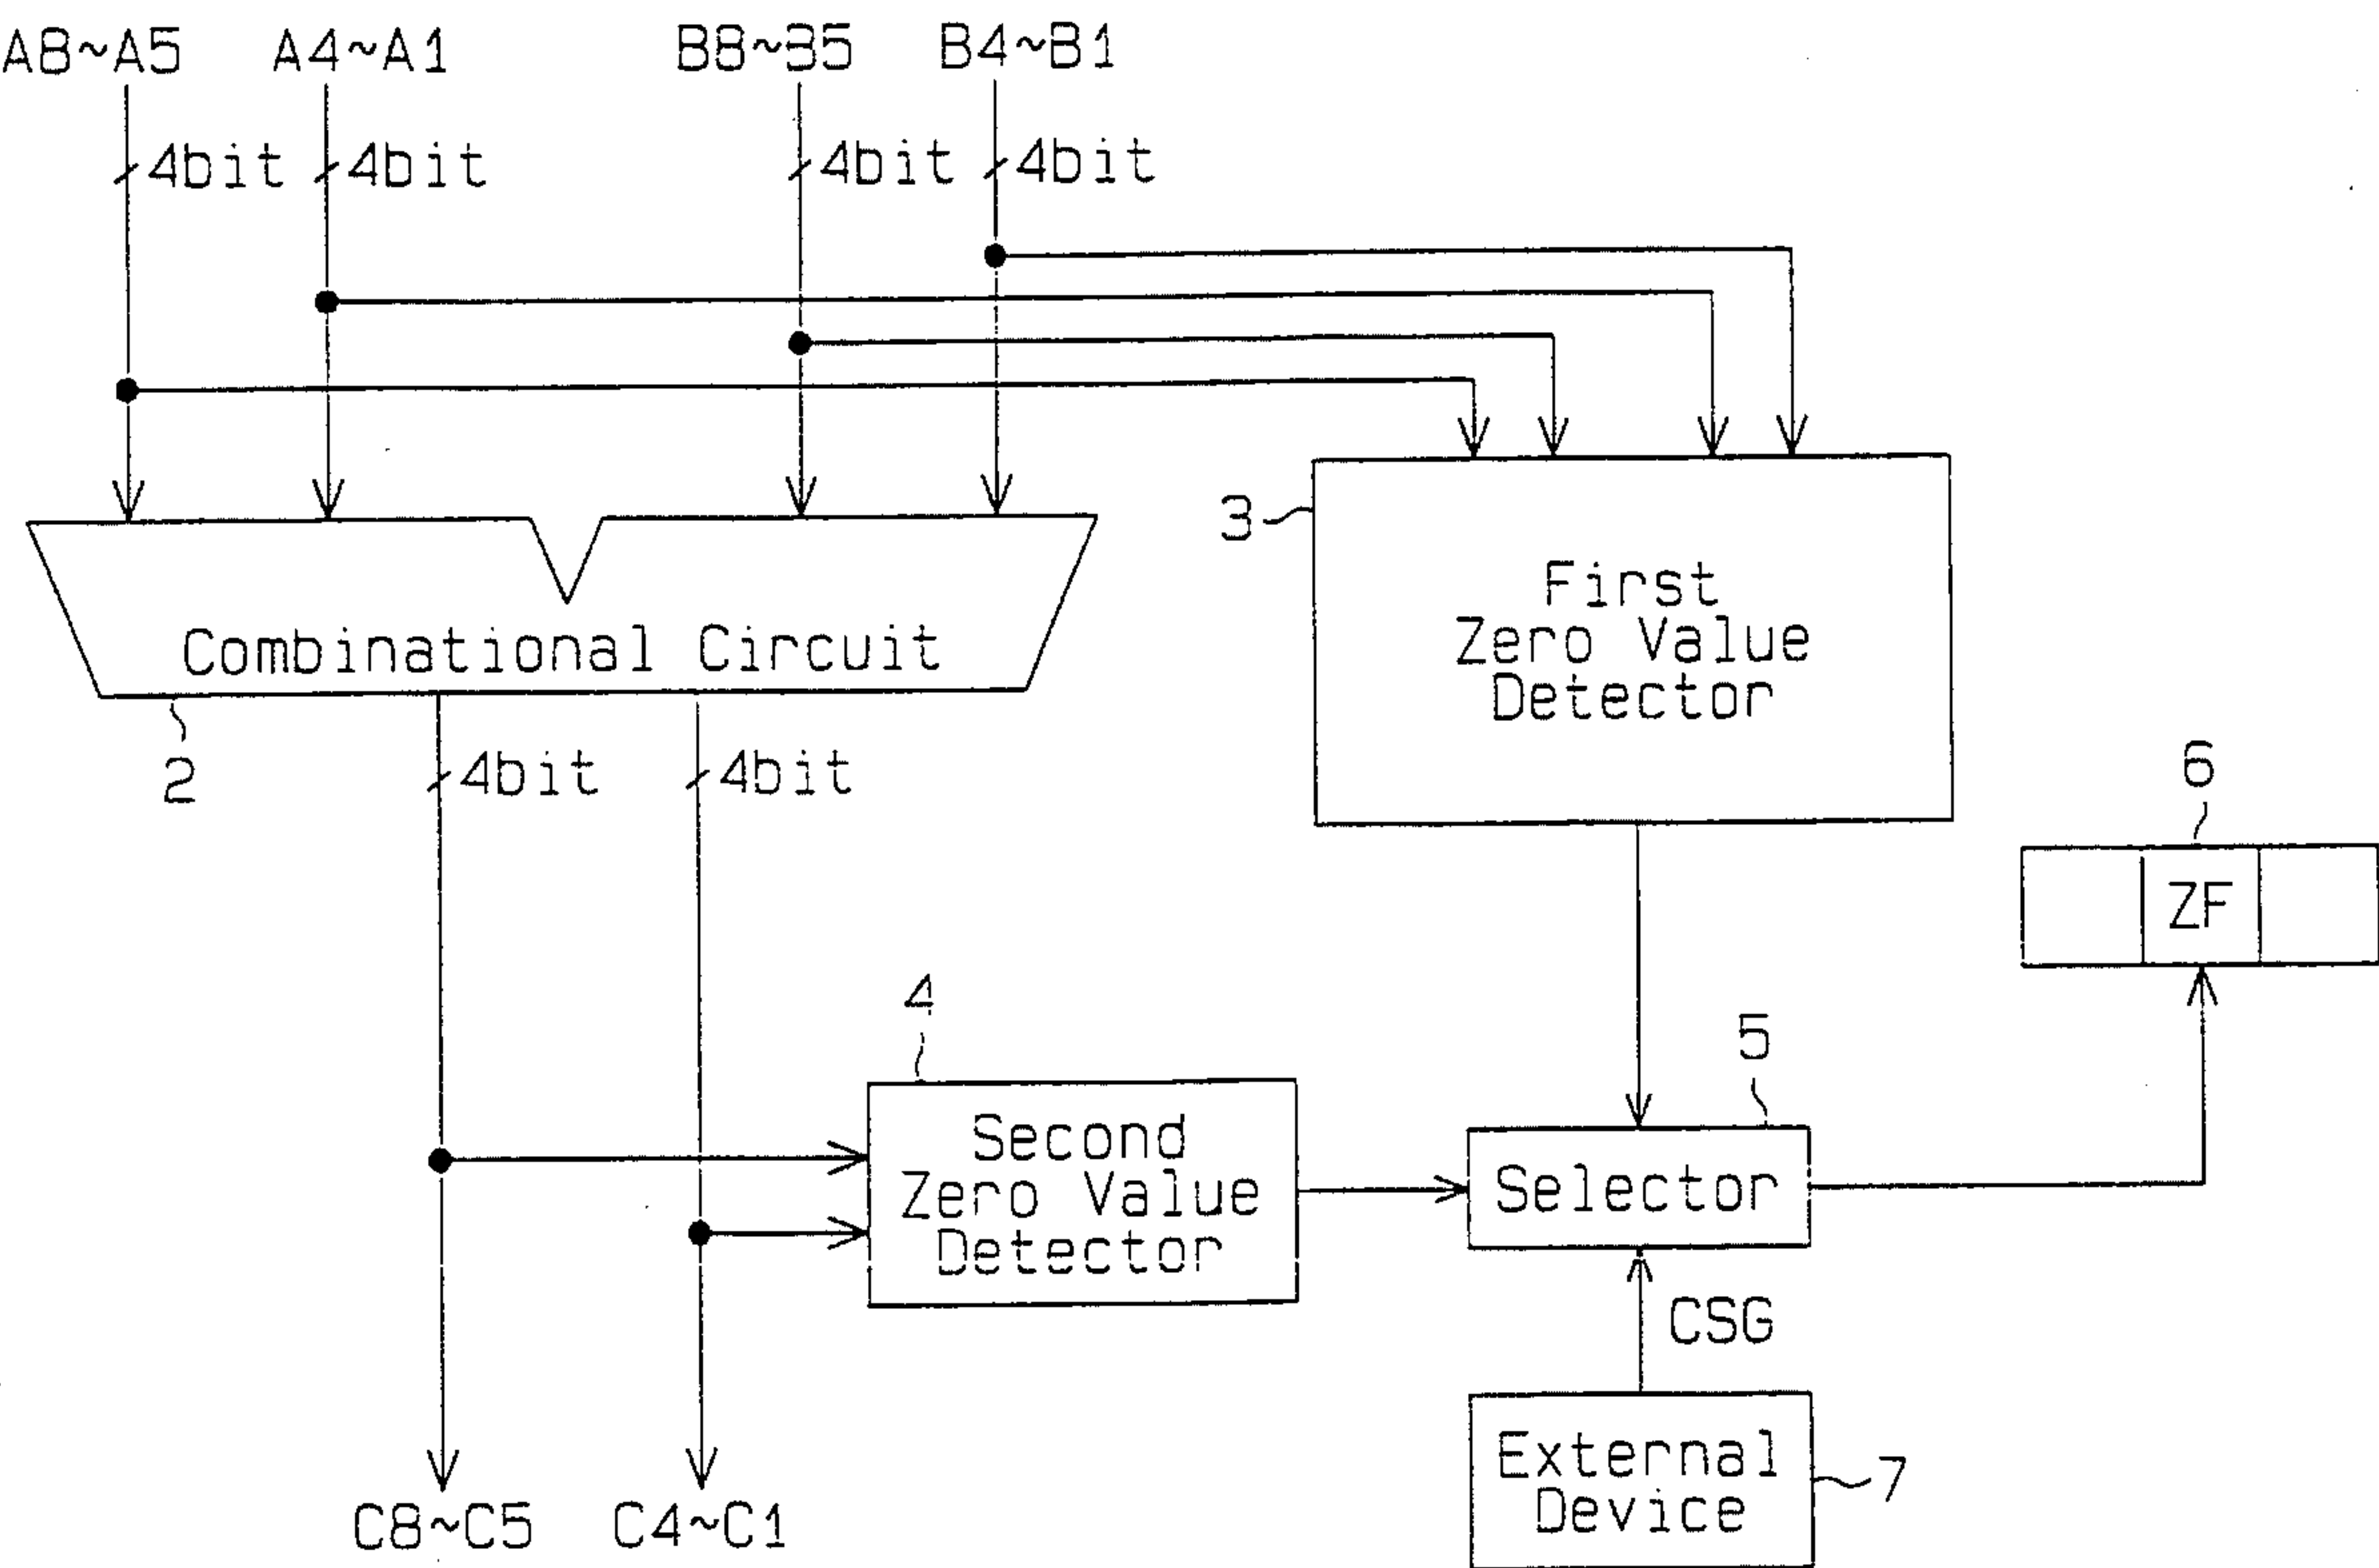 A8~A5 A4~A1 B8~B5 B4~B1
4bit 4bit 4bit 4bit
3
First
Zero Value
Detector
Combinational Circuit
2
4bit 4bit
6
ZF
4
5
Second
Zero Value
Detector
Selector
CSG
External
Device
7
C8~C5 C4~C1